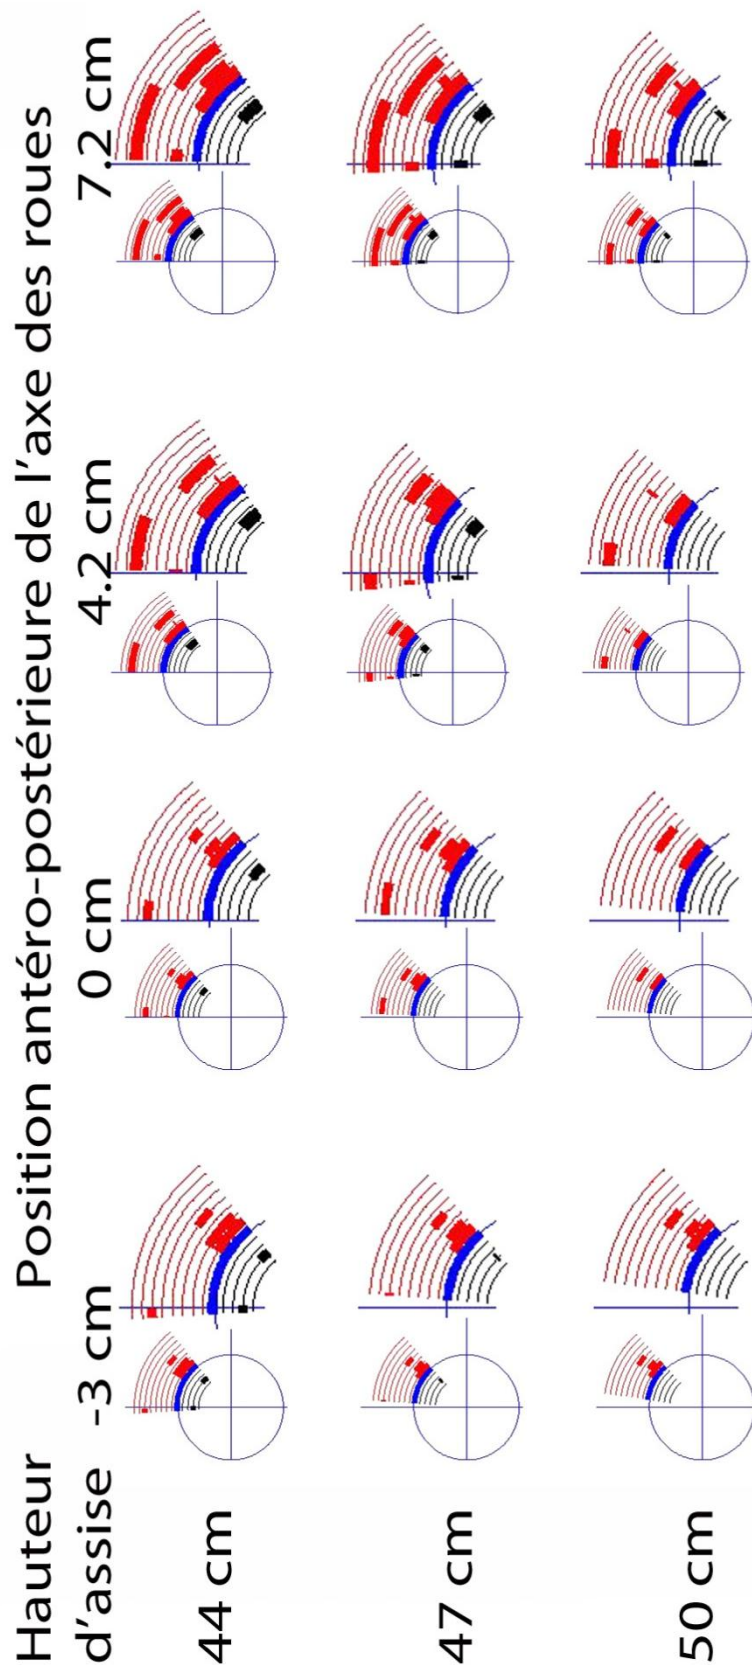 Position antéro-postérieure de l'axe des roues
Hauteur
d'assise
-3 cm
0 cm
4.2 cm
7.2 cm
44 cm
47 cm
50 cm